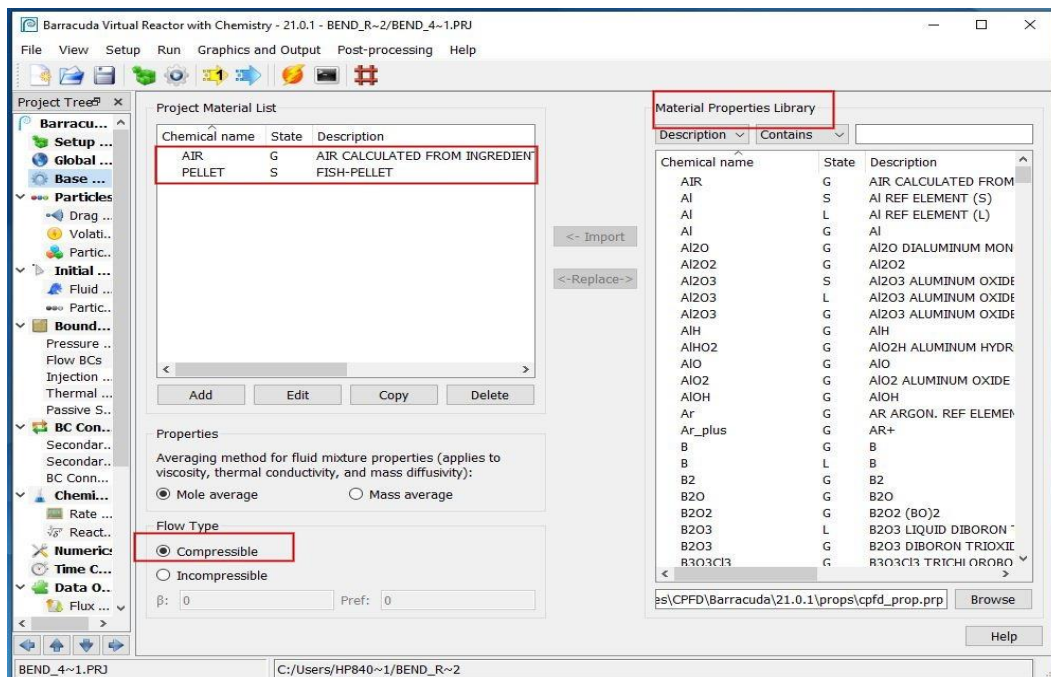 Barracuda Virtual Reactor with Chemistry - 21.0.1 - BEND_R~2/BEND_4~1.PRJ
File View Setup Run Graphics and Output Post-processing Help
1
Project Tree
Barracu...
Setup ...
Global ...
Base ...
Particles
Drag ...
Volati..
Partic..
Initial ...
Fluid ...
Partic..
Bound...
Pressure ..
Flow BCs
Injection ...
Thermal ...
Passive S..
BC Con...
Secondar..
Secondar..
BC Conn...
Chemi...
Rate ...
React..
Numerics
Time C...
Data O...
Flux ...
Project Material List
Chemical name State Description
AIR G AIR CALCULATED FROM INGREDIENT
PELLET S FISH-PELLET
Add Edit Copy Delete
Properties
Averaging method for fluid mixture properties (applies to
viscosity, thermal conductivity, and mass diffusivity):
Mole average Mass average
Flow Type
Compressible
Incompressible
β: 0 Pref: 0
<- Import
<-Replace->
Material Properties Library
Description Contains
Chemical name State Description
AIR G AIR CALCULATED FROM
Al S Al REF ELEMENT (S)
Al L Al REF ELEMENT (L)
Al G Al
Al2O G Al2O DIALUMINUM MON
Al2O2 G Al2O2
Al2O3 S Al2O3 ALUMINUM OXIDE
Al2O3 L Al2O3 ALUMINUM OXIDE
Al2O3 G Al2O3 ALUMINUM OXIDE
AlH G AlH
AlHO2 G AlO2H ALUMINUM HYDR
AlO G AlO
AlO2 G AlO2 ALUMINUM OXIDE
AlOH G AlOH
Ar G AR ARGON. REF ELEMEN
Ar_plus G AR+
B G B
B L B
B2 G B2
B2O G B2O
B2O2 G B2O2 (BO)2
B2O3 L B2O3 LIQUID DIBORON T
B2O3 G B2O3 DIBORON TRIOXID
B3O3Cl3 G B3O3Cl3 TRICHLOROBO
es\CPFD\Barracuda\21.0.1\props\cpfd_prop.prp Browse
Help
BEND_4~1.PRJ C:/Users/HP840~1/BEND_R~2